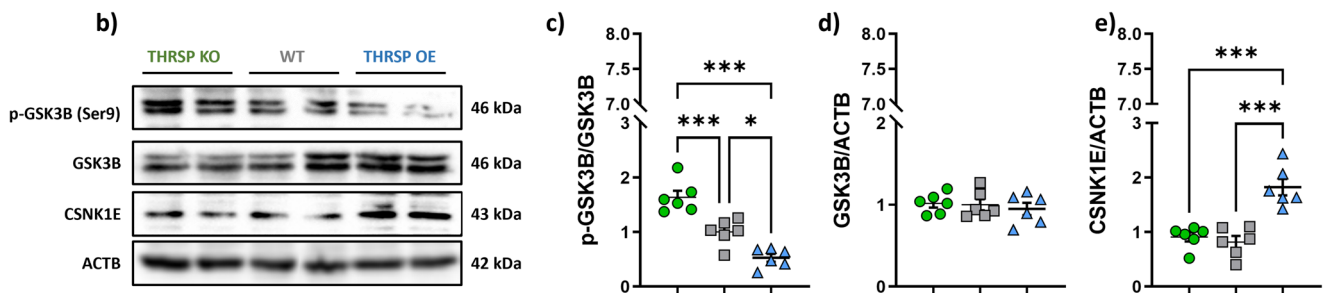 b)
THRSP KO WT THRSP OE
p-GSK3B (Ser9) 46 kDa
GSK3B 46 kDa
CSNK1E 43 kDa
ACTB 42 kDa
c)
p-GSK3B/GSK3B
8.0
7.5
7.0
3
2
1
0
***
*** *
d)
GSK3B/ACTB
8.0
7.5
7.0
2
1
0
e)
CSNK1E/ACTB
8.0
7.5
7.0
3
2
1
0
***
***